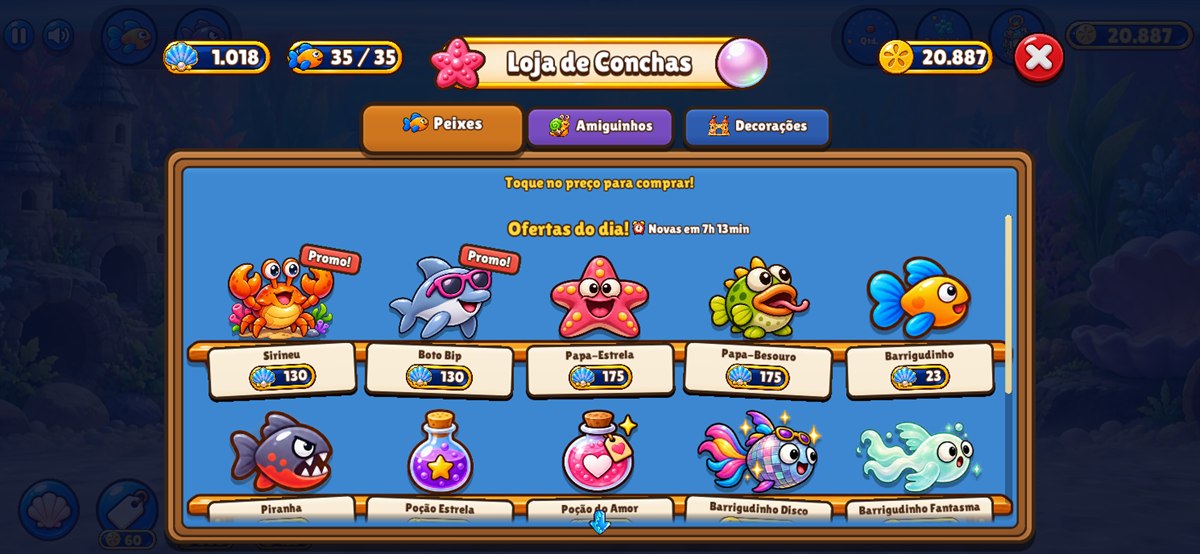 1.018
35 / 35
Loja de Conchas
20.887
20.887
Peixes
Amiguinhos
Decorações
Toque no preço para comprar!
Ofertas do dia! Novas em 7h 13min
Promo!
Promo!
Sirineu
130
Boto Bip
130
Papa-Estrela
175
Papa-Besouro
175
Barrigudinho
23
Piranha
Poção Estrela
Poção do Amor
Barrigudinho Disco
Barrigudinho Fantasma
60